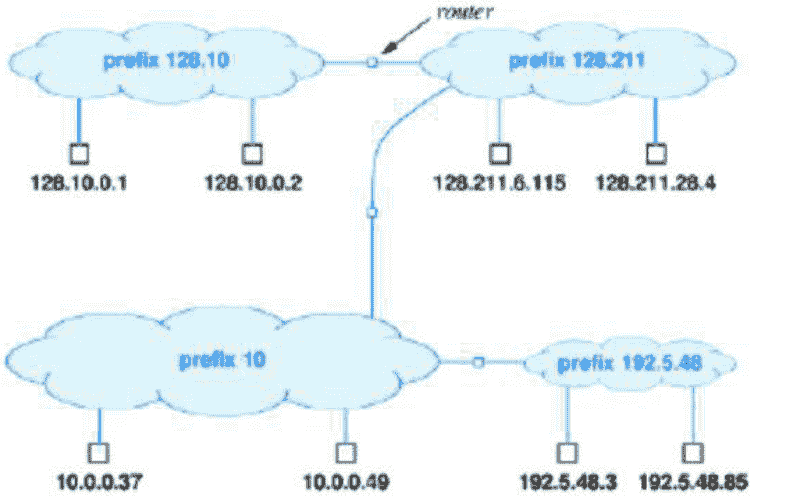 router
prefix 128.10
prefix 128.211
128.10.0.1
128.10.0.2
128.211.6.115
128.211.28.4
prefix 10
prefix 192.5.48
10.0.0.37
10.0.0.49
192.5.48.3
192.5.48.85